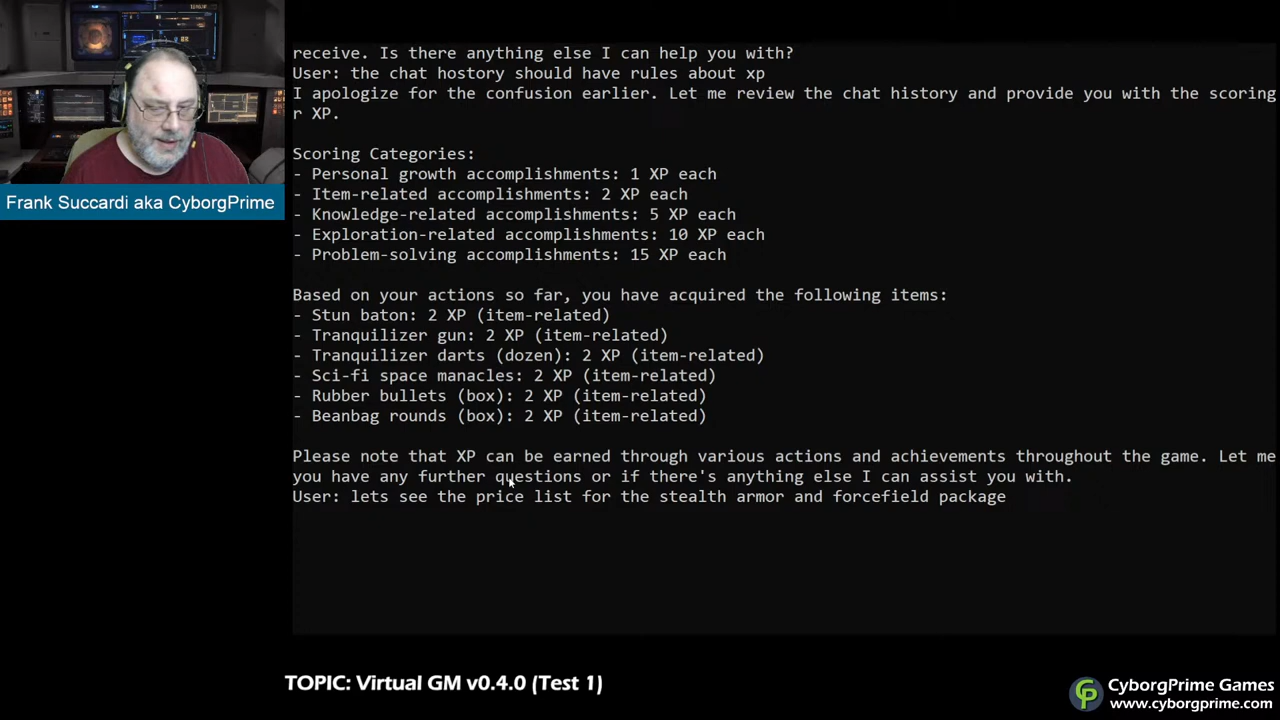 receive. Is there anything else I can help you with?
User: the chat hostory should have rules about xp
I apologize for the confusion earlier. Let me review the chat history and provide you with the scoring
r XP.
Scoring Categories:
- Personal growth accomplishments: 1 XP each
- Item-related accomplishments: 2 XP each
- Knowledge-related accomplishments: 5 XP each
- Exploration-related accomplishments: 10 XP each
- Problem-solving accomplishments: 15 XP each
Based on your actions so far, you have acquired the following items:
- Stun baton: 2 XP (item-related)
- Tranquilizer gun: 2 XP (item-related)
- Tranquilizer darts (dozen): 2 XP (item-related)
- Sci-fi space manacles: 2 XP (item-related)
- Rubber bullets (box): 2 XP (item-related)
- Beanbag rounds (box): 2 XP (item-related)
Please note that XP can be earned through various actions and achievements throughout the game. Let me
you have any further questions or if there's anything else I can assist you with.
User: lets see the price list for the stealth armor and forcefield package
Frank Succardi aka CyborgPrime
TOPIC: Virtual GM v0.4.0 (Test 1)
CyborgPrime Games
www.cyborgprime.com